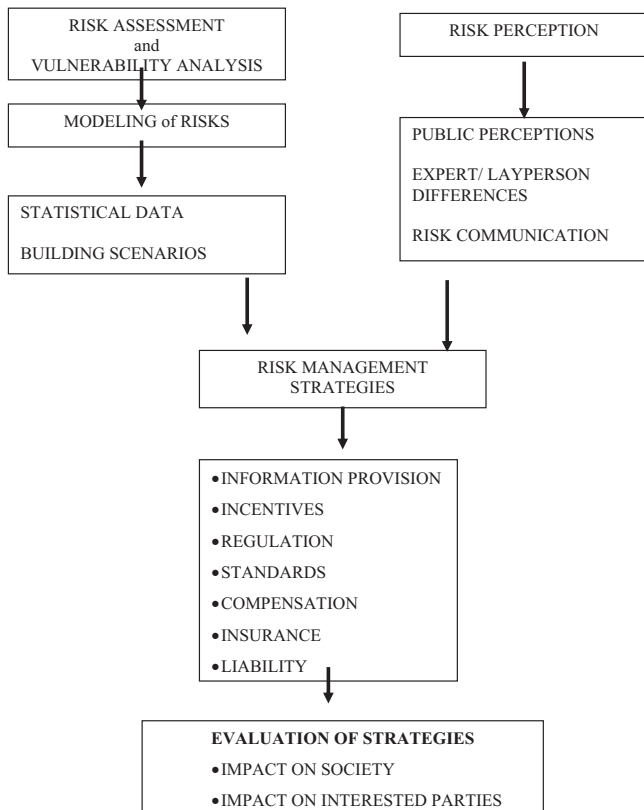 RISK ASSESSMENT
and
VULNERABILITY ANALYSIS
RISK PERCEPTION
MODELING of RISKS
PUBLIC PERCEPTIONS
EXPERT/ LAYPERSON
DIFFERENCES
RISK COMMUNICATION
STATISTICAL DATA
BUILDING SCENARIOS
RISK MANAGEMENT
STRATEGIES
•INFORMATION PROVISION
•INCENTIVES
•REGULATION
•STANDARDS
•COMPENSATION
•INSURANCE
•LIABILITY
EVALUATION OF STRATEGIES
•IMPACT ON SOCIETY
•IMPACT ON INTERESTED PARTIES